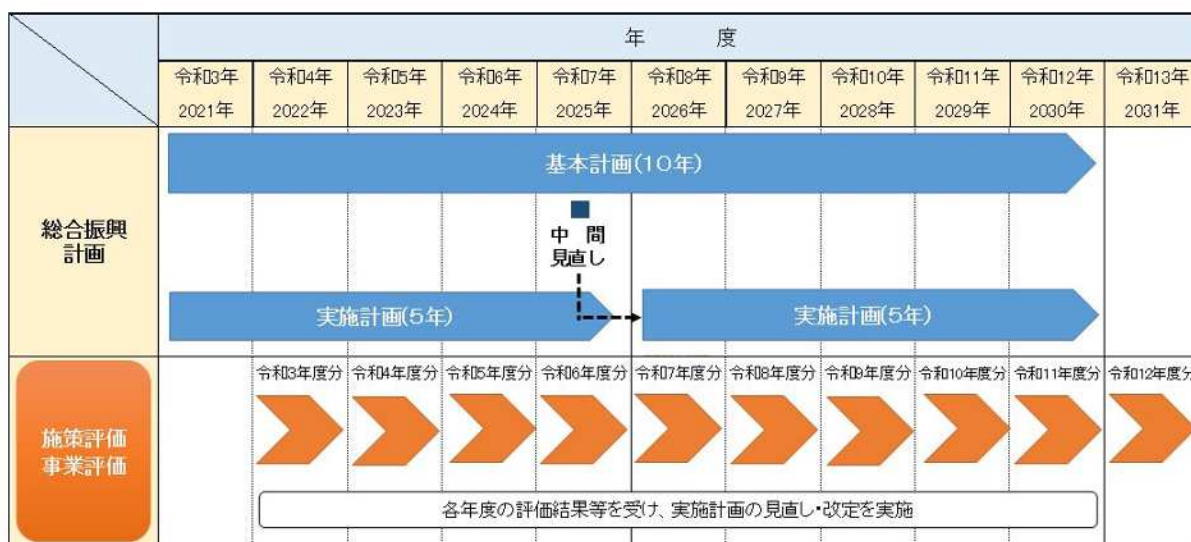 年 度
令和3年 令和4年 令和5年 令和6年 令和7年 令和8年 令和9年 令和10年 令和11年 令和12年 令和13年
2021年 2022年 2023年 2024年 2025年 2026年 2027年 2028年 2029年 2030年 2031年
基本計画(10年)
総合振興
計画
中 間
見直し
実施計画(5年) 実施計画(5年)
令和3年度分 令和4年度分 令和5年度分 令和6年度分 令和7年度分 令和8年度分 令和9年度分 令和10年度分 令和11年度分 令和12年度分
施策評価
事業評価
各年度の評価結果等を受け、実施計画の見直し・改定を実施